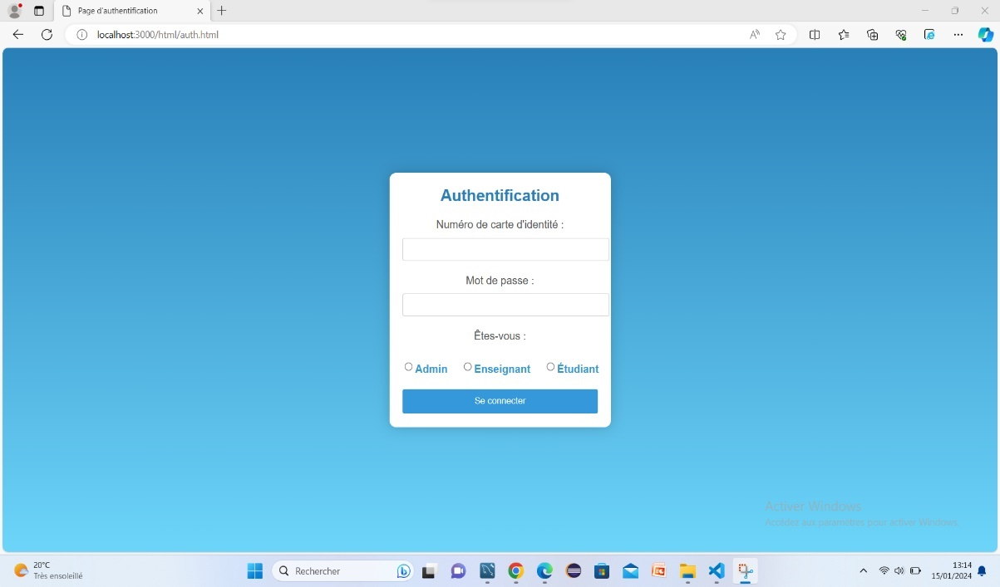 Page d'authentification
localhost:3000/html/auth.html
Authentification
Numéro de carte d'identité :
Mot de passe :
Êtes-vous :
Admin Enseignant Étudiant
Se connecter
Activer Windows
Accédez aux paramètres pour activer Windows.
20°C
Très ensoleillé
Rechercher
13:14
15/01/2024